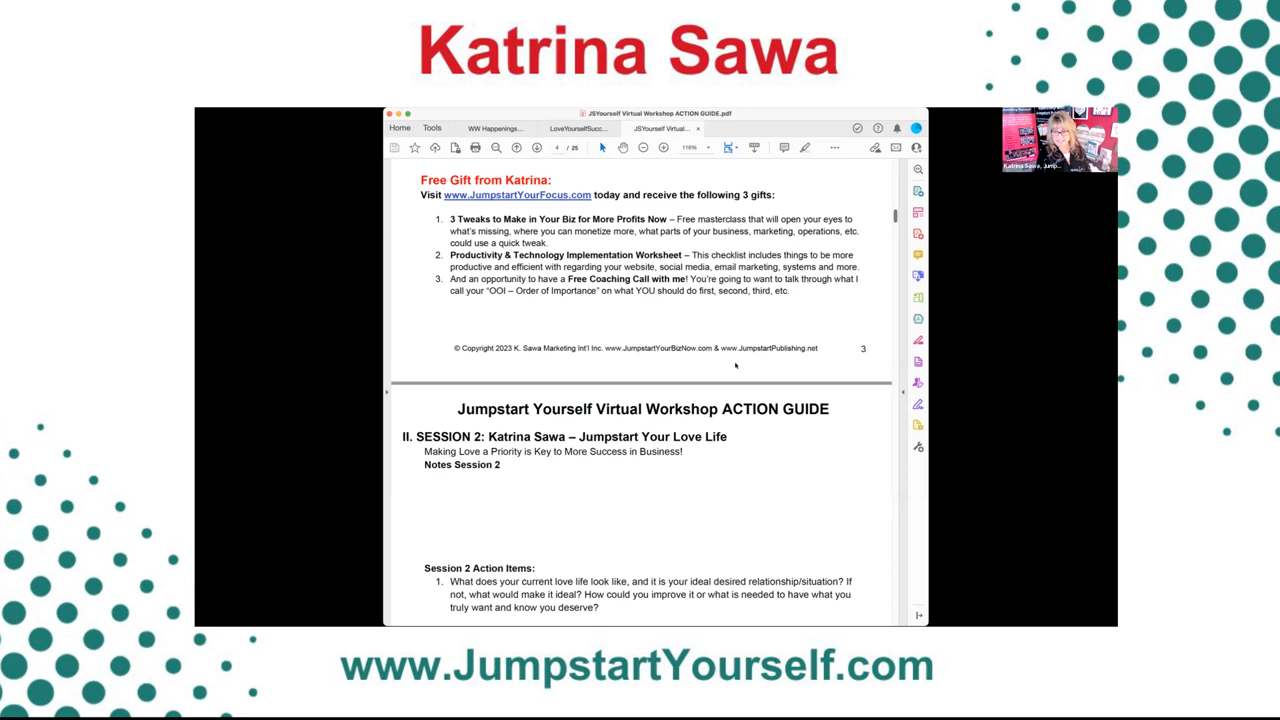 Katrina Sawa
JSYourself Virtual Workshop ACTION GUIDE.pdf
Home Tools WW Happenings... LoveYourselfSucc... JSYourself Virtual... ×
4 / 25 116%
Free Gift from Katrina:
Visit www.JumpstartYourFocus.com today and receive the following 3 gifts:
1. 3 Tweaks to Make in Your Biz for More Profits Now – Free masterclass that will open your eyes to
what's missing, where you can monetize more, what parts of your business, marketing, operations, etc.
could use a quick tweak.
2. Productivity & Technology Implementation Worksheet – This checklist includes things to be more
productive and efficient with regarding your website, social media, email marketing, systems and more.
3. And an opportunity to have a Free Coaching Call with me! You're going to want to talk through what I
call your "OOI – Order of Importance" on what YOU should do first, second, third, etc.
© Copyright 2023 K. Sawa Marketing Int'l Inc. www.JumpstartYourBizNow.com & www.JumpstartPublishing.net 3
Jumpstart Yourself Virtual Workshop ACTION GUIDE
II. SESSION 2: Katrina Sawa – Jumpstart Your Love Life
Making Love a Priority is Key to More Success in Business!
Notes Session 2
Session 2 Action Items:
1. What does your current love life look like, and it is your ideal desired relationship/situation? If
not, what would make it ideal? How could you improve it or what is needed to have what you
truly want and know you deserve?
Katrina Sawa, Jump...
www.JumpstartYourself.com